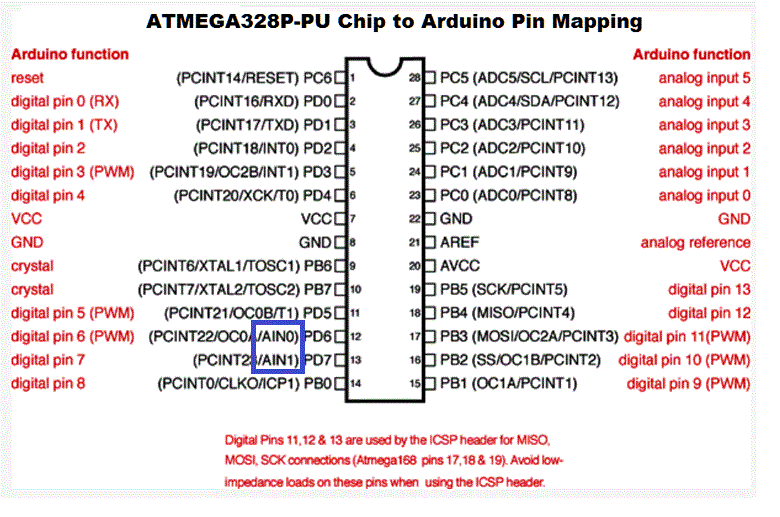 ATMEGA328P-PU Chip to Arduino Pin Mapping
Arduino function Arduino function
reset (PCINT14/RESET) PC6 1 28 PC5 (ADC5/SCL/PCINT13) analog input 5
digital pin 0 (RX) (PCINT16/RXD) PD0 2 27 PC4 (ADC4/SDA/PCINT12) analog input 4
digital pin 1 (TX) (PCINT17/TXD) PD1 3 26 PC3 (ADC3/PCINT11) analog input 3
digital pin 2 (PCINT18/INT0) PD2 4 25 PC2 (ADC2/PCINT10) analog input 2
digital pin 3 (PWM) (PCINT19/OC2B/INT1) PD3 5 24 PC1 (ADC1/PCINT9) analog input 1
digital pin 4 (PCINT20/XCK/T0) PD4 6 23 PC0 (ADC0/PCINT8) analog input 0
VCC VCC 7 22 GND GND
GND GND 8 21 AREF analog reference
crystal (PCINT6/XTAL1/TOSC1) PB6 9 20 AVCC VCC
crystal (PCINT7/XTAL2/TOSC2) PB7 10 19 PB5 (SCK/PCINT5) digital pin 13
digital pin 5 (PWM) (PCINT21/OC0B/T1) PD5 11 18 PB4 (MISO/PCINT4) digital pin 12
digital pin 6 (PWM) (PCINT22/OC0A/AIN0) PD6 12 17 PB3 (MOSI/OC2A/PCINT3) digital pin 11(PWM)
digital pin 7 (PCINT23/AIN1) PD7 13 16 PB2 (SS/OC1B/PCINT2) digital pin 10 (PWM)
digital pin 8 (PCINT0/CLKO/ICP1) PB0 14 15 PB1 (OC1A/PCINT1) digital pin 9 (PWM)
Digital Pins 11,12 & 13 are used by the ICSP header for MISO,
MOSI, SCK connections (Atmega168 pins 17,18 & 19). Avoid low-
impedance loads on these pins when using the ICSP header.